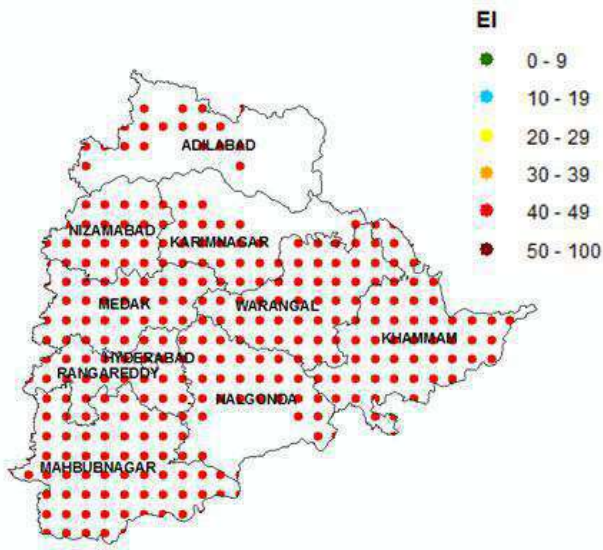 EI
0 - 9
10 - 19
20 - 29
30 - 39
40 - 49
50 - 100
ADILABAD
NIZAMABAD
KARIMNAGAR
MEDAK
WARANGAL
KHAMMAM
HYDERABAD
RANGAREDDY
NALGONDA
MAHBUBNAGAR